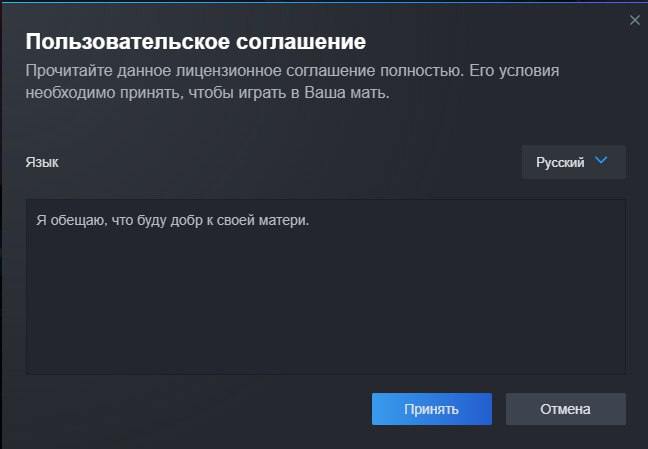 Пользовательское соглашение
Прочитайте данное лицензионное соглашение полностью. Его условия
необходимо принять, чтобы играть в Ваша мать.
Язык
Русский
Я обещаю, что буду добр к своей матери.
Принять
Отмена